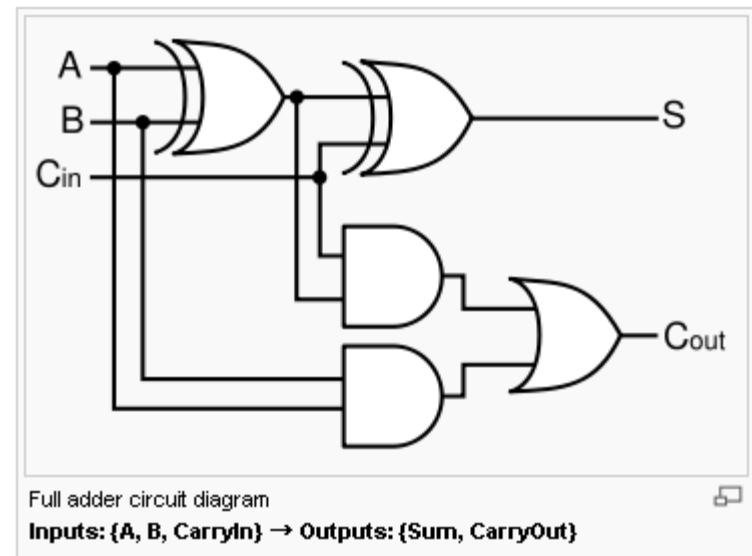 A
B
Cin
S
Cout
Full adder circuit diagram
Inputs: {A, B, CarryIn} → Outputs: {Sum, CarryOut}